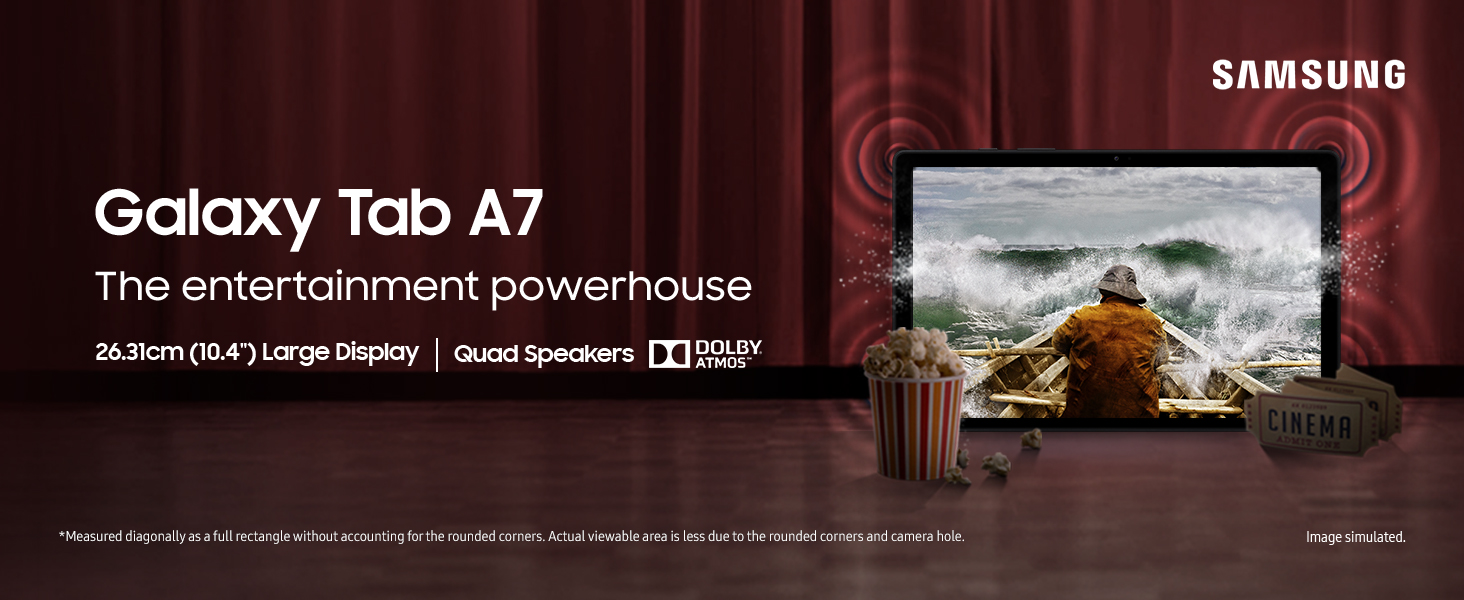 SAMSUNG
Galaxy Tab A7
The entertainment powerhouse
26.31cm (10.4") Large Display | Quad Speakers DOLBY ATMOS™
CINEMA
ADMIT ONE
*Measured diagonally as a full rectangle without accounting for the rounded corners. Actual viewable area is less due to the rounded corners and camera hole.
Image simulated.